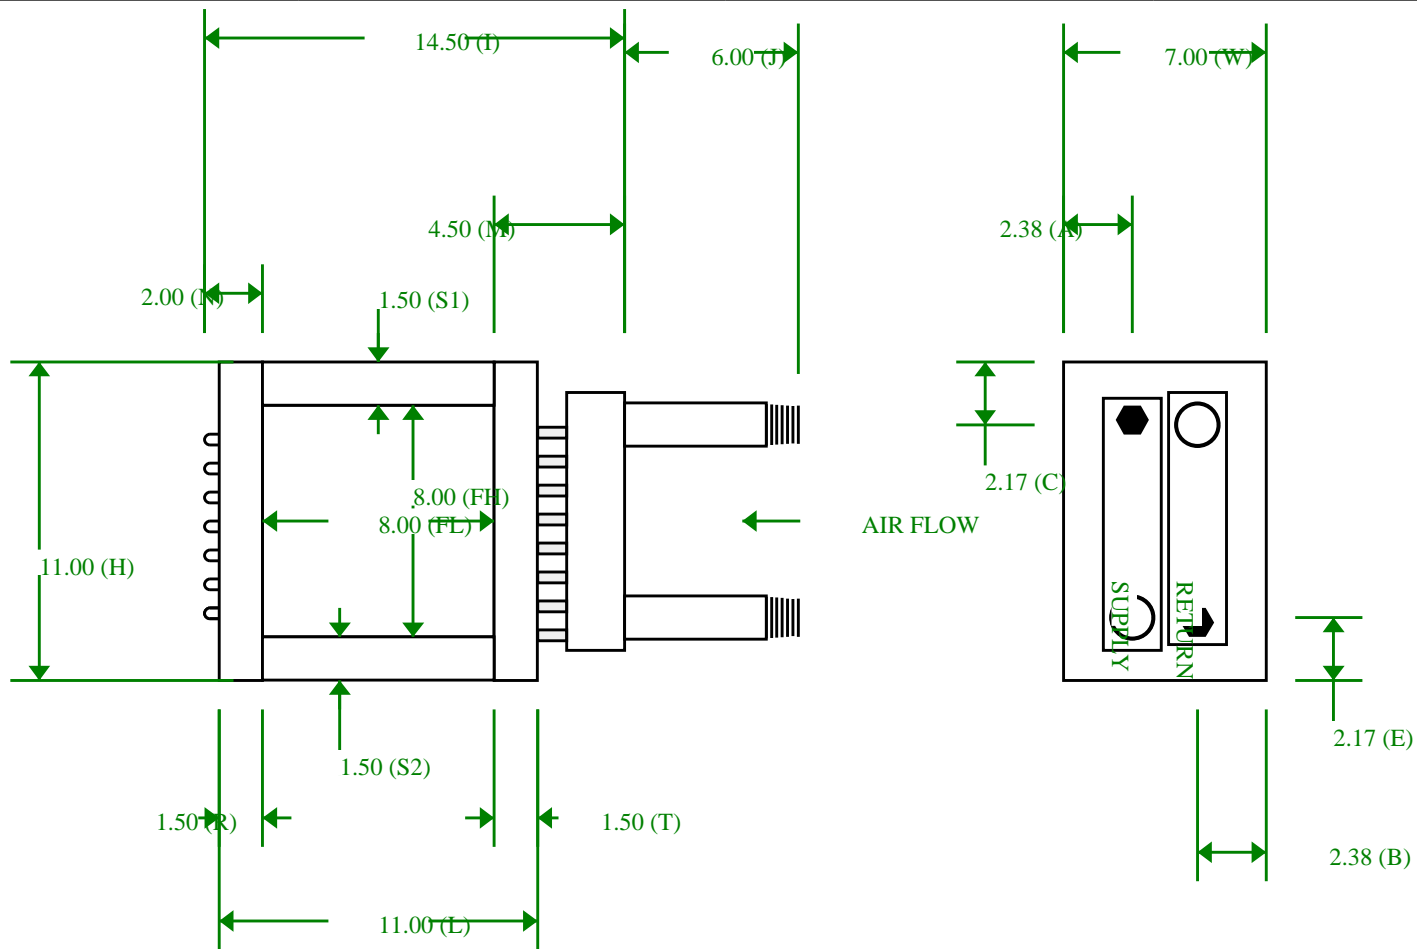 14.50 (I)
6.00 (J)
7.00 (W)
4.50 (M)
2.38 (A)
2.00 (N)
1.50 (S1)
2.17 (C)
8.00 (FH)
8.00 (FL)
AIR FLOW
11.00 (H)
SUPPLY
RETURN
2.17 (E)
1.50 (S2)
1.50 (R)
1.50 (T)
2.38 (B)
11.00 (L)